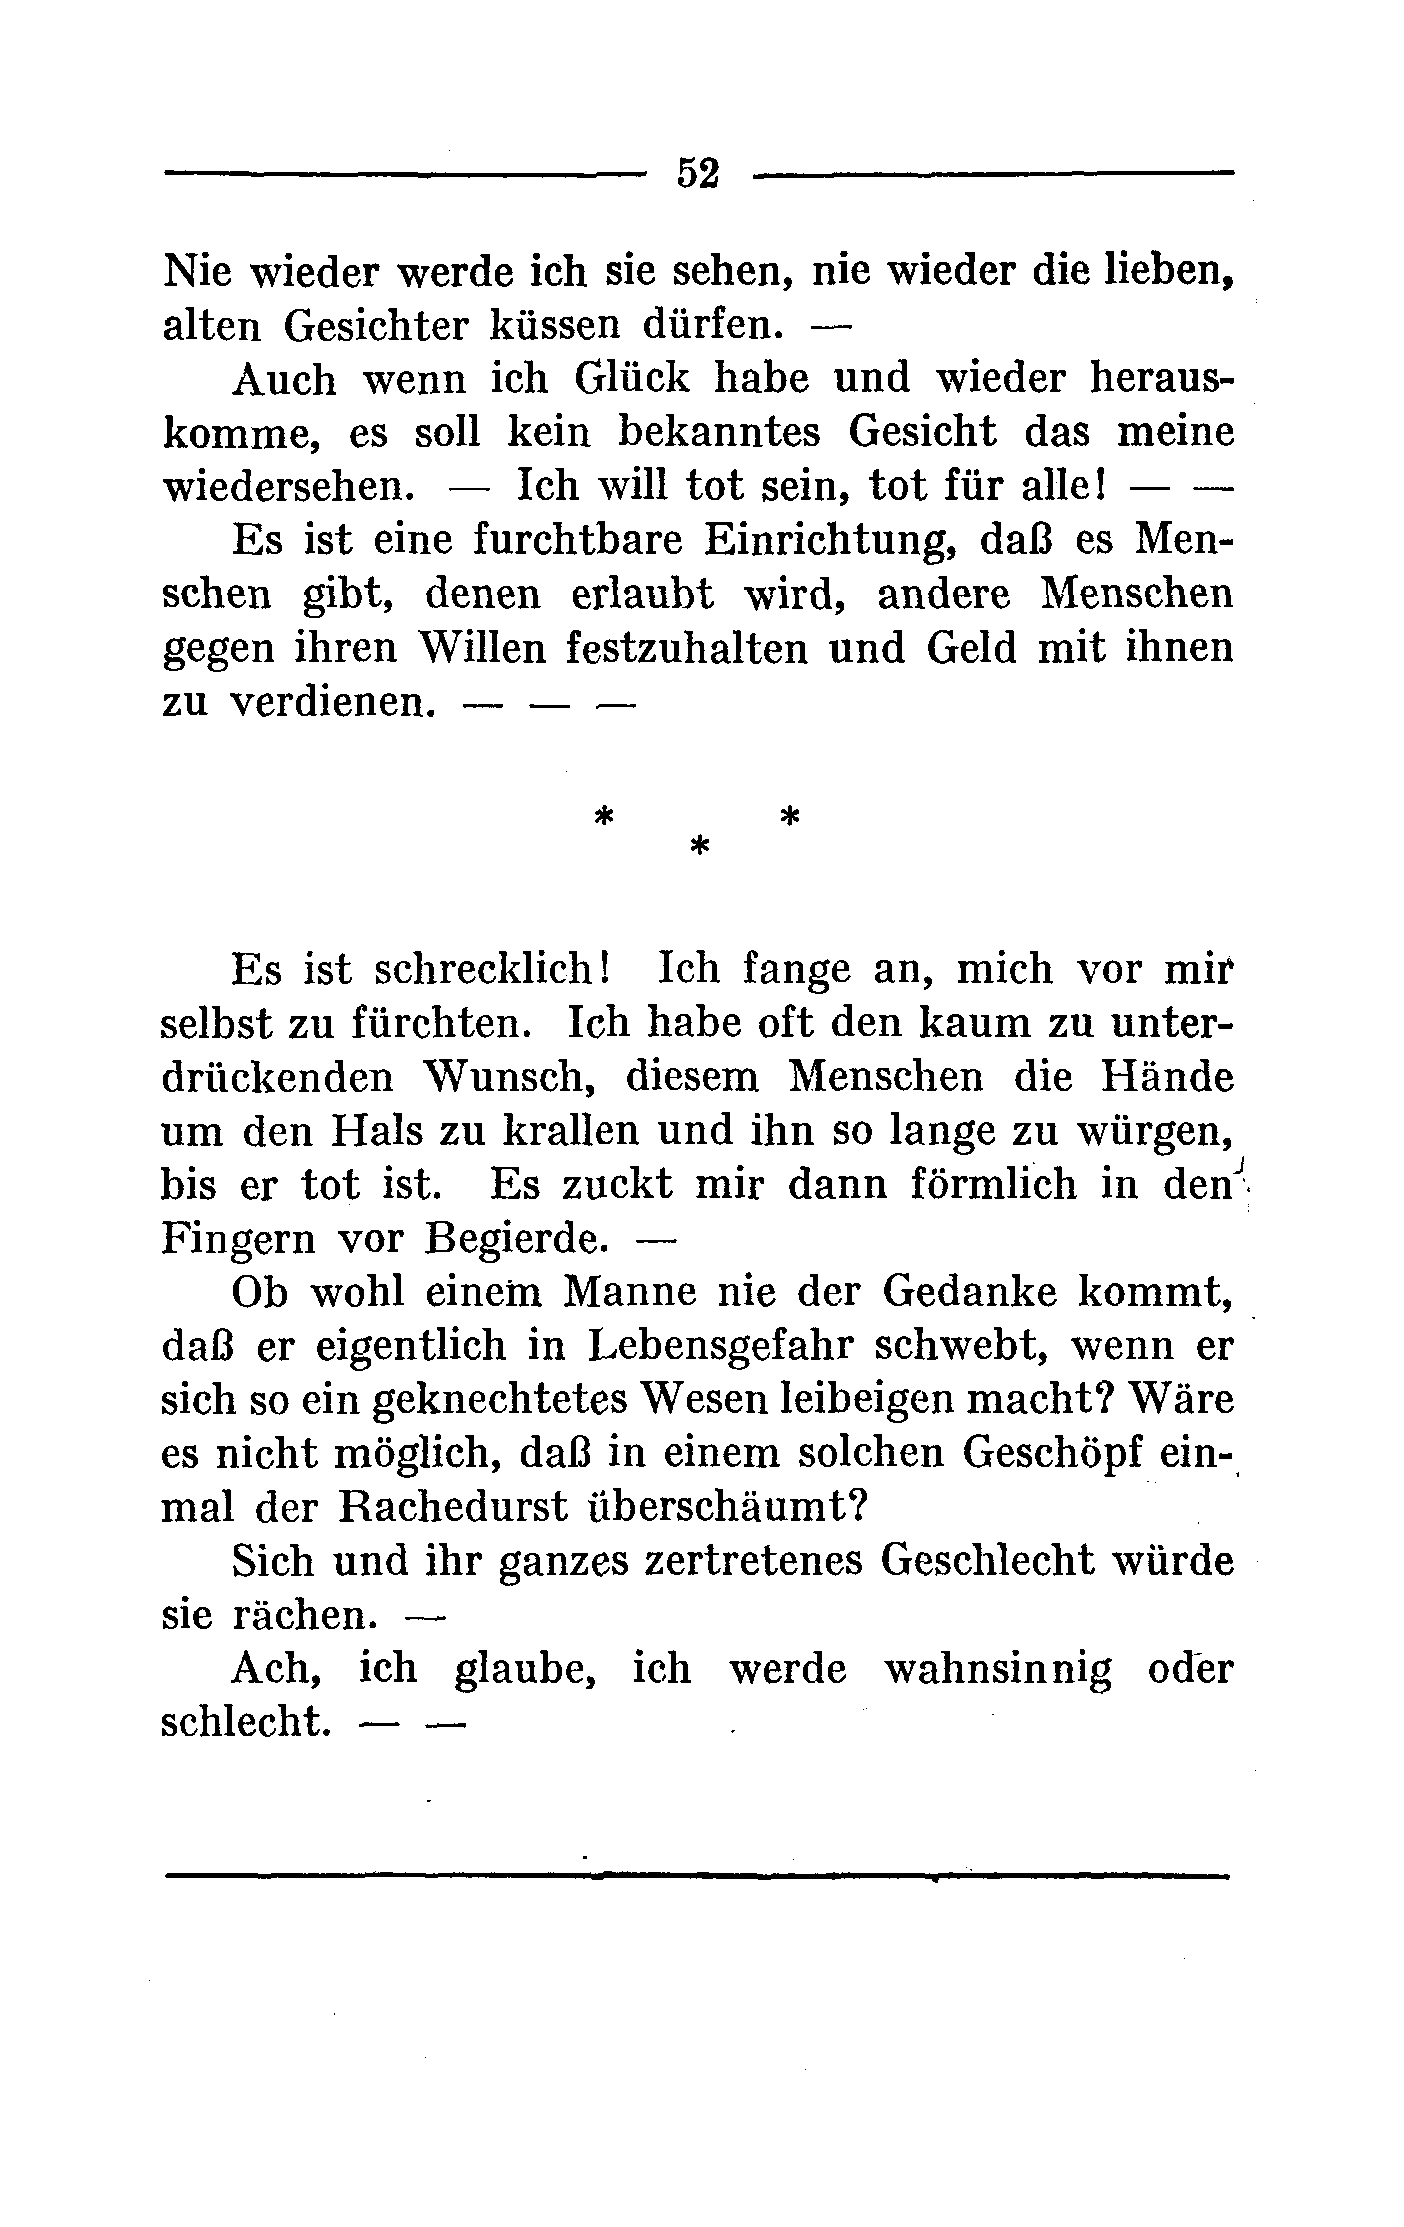 52
Nie wieder werde ich sie sehen, nie wieder die lieben,
alten Gesichter küssen dürfen. —
Auch wenn ich Glück habe und wieder heraus-
komme, es soll kein bekanntes Gesicht das meine
wiedersehen. — Ich will tot sein, tot für alle! — —
Es ist eine furchtbare Einrichtung, daß es Men-
schen gibt, denen erlaubt wird, andere Menschen
gegen ihren Willen festzuhalten und Geld mit ihnen
zu verdienen. — — —
* *
*
Es ist schrecklich! Ich fange an, mich vor mir
selbst zu fürchten. Ich habe oft den kaum zu unter-
drückenden Wunsch, diesem Menschen die Hände
um den Hals zu krallen und ihn so lange zu würgen,
bis er tot ist. Es zuckt mir dann förmlich in den
Fingern vor Begierde. —
Ob wohl einem Manne nie der Gedanke kommt,
daß er eigentlich in Lebensgefahr schwebt, wenn er
sich so ein geknechtetes Wesen leibeigen macht? Wäre
es nicht möglich, daß in einem solchen Geschöpf ein-
mal der Rachedurst überschäumt?
Sich und ihr ganzes zertretenes Geschlecht würde
sie rächen. —
Ach, ich glaube, ich werde wahnsinnig oder
schlecht. — —